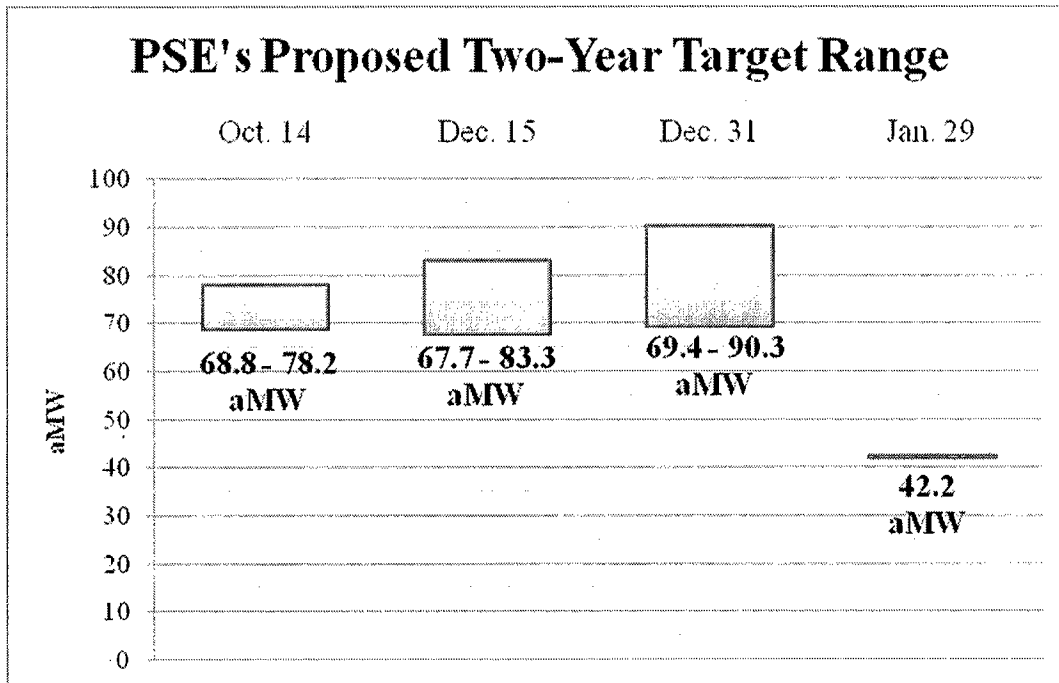 PSE's Proposed Two-Year Target Range
Oct. 14 Dec. 15 Dec. 31 Jan. 29
100
90
80
70
60
50
40
30
20
10
0
aMW
68.8 - 78.2
aMW
67.7 - 83.3
aMW
69.4 - 90.3
aMW
42.2
aMW